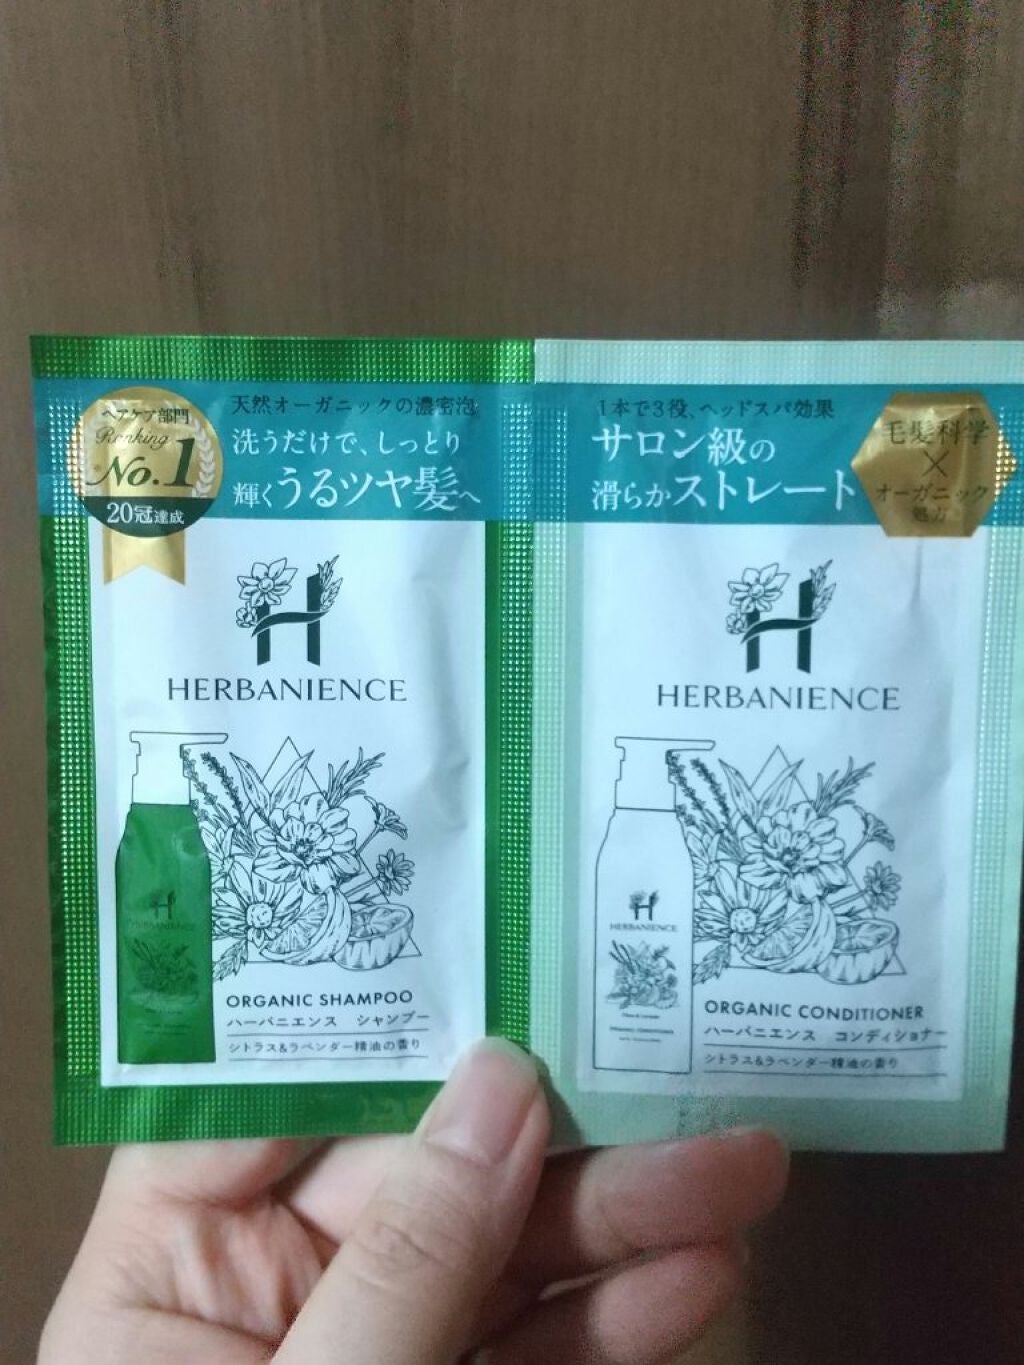 ヘアケア部門
Ranking
No.1
20冠達成
天然オーガニックの濃密泡
洗うだけで、しっとり
輝くうるツヤ髪へ
HERBANIENCE
HERBANIENCE
ORGANIC SHAMPOO
ハーバニエンス シャンプー
シトラス&ラベンダー精油の香り
1本で3役、ヘッドスパ効果
サロン級の
滑らかストレート
毛髪科学
×
オーガニック
処方
HERBANIENCE
HERBANIENCE
ORGANIC CONDITIONER
ハーバニエンス コンディショナー
シトラス&ラベンダー精油の香り